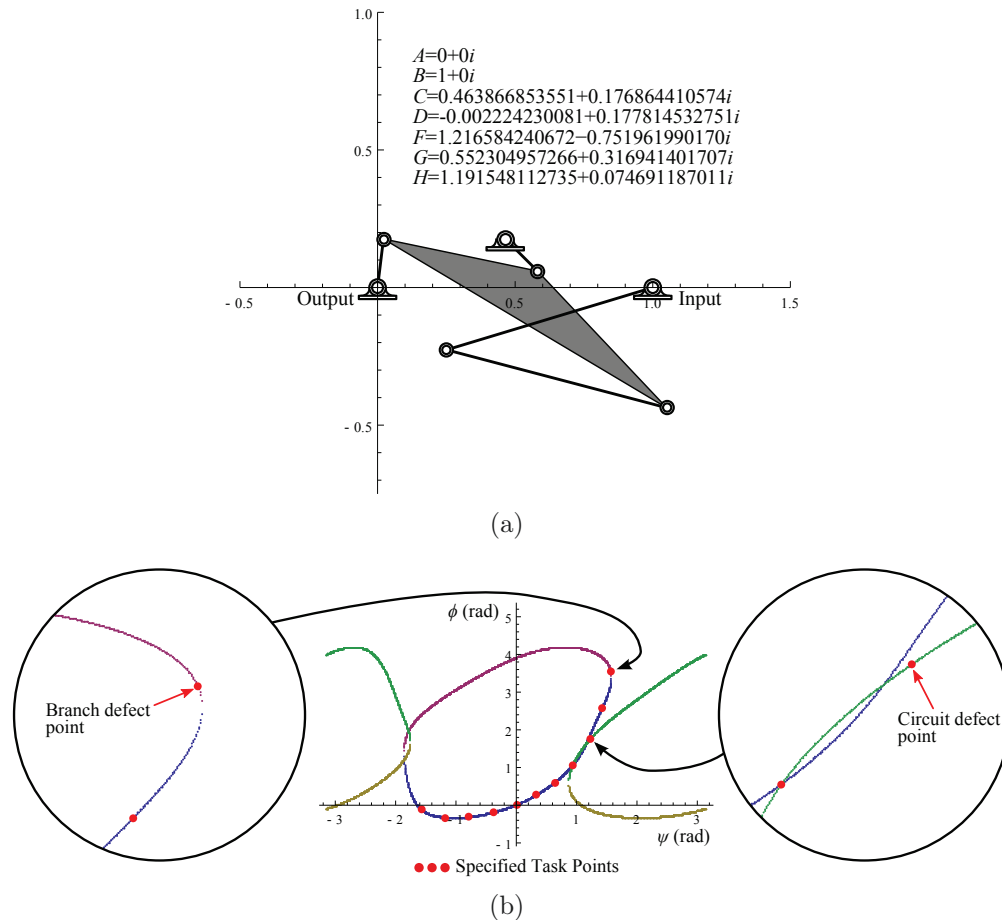 1.0
A=0+0i
B=1+0i
C=0.463866853551+0.176864410574i
D=-0.002224230081+0.177814532751i
0.5
F=1.216584240672−0.751961990170i
G=0.552304957266+0.316941401707i
H=1.191548112735+0.074691187011i
Output
Input
- 0.5
0.5
1.0
1.5
- 0.5
(a)
ϕ (rad)
5
4
3
2
1
- 1
- 3
- 2
- 1
0
1
2
3
ψ (rad)
Branch defect
point
Circuit defect
point
Specified Task Points
(b)